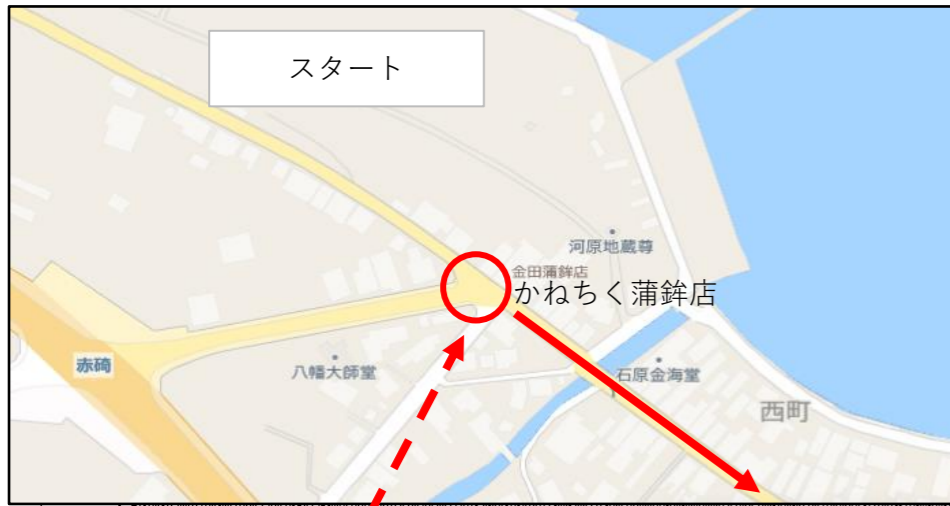 スタート
河原地蔵尊
金田蒲鉾店
かねちく蒲鉾店
赤碕
八幡大師堂
石原金海堂
西町